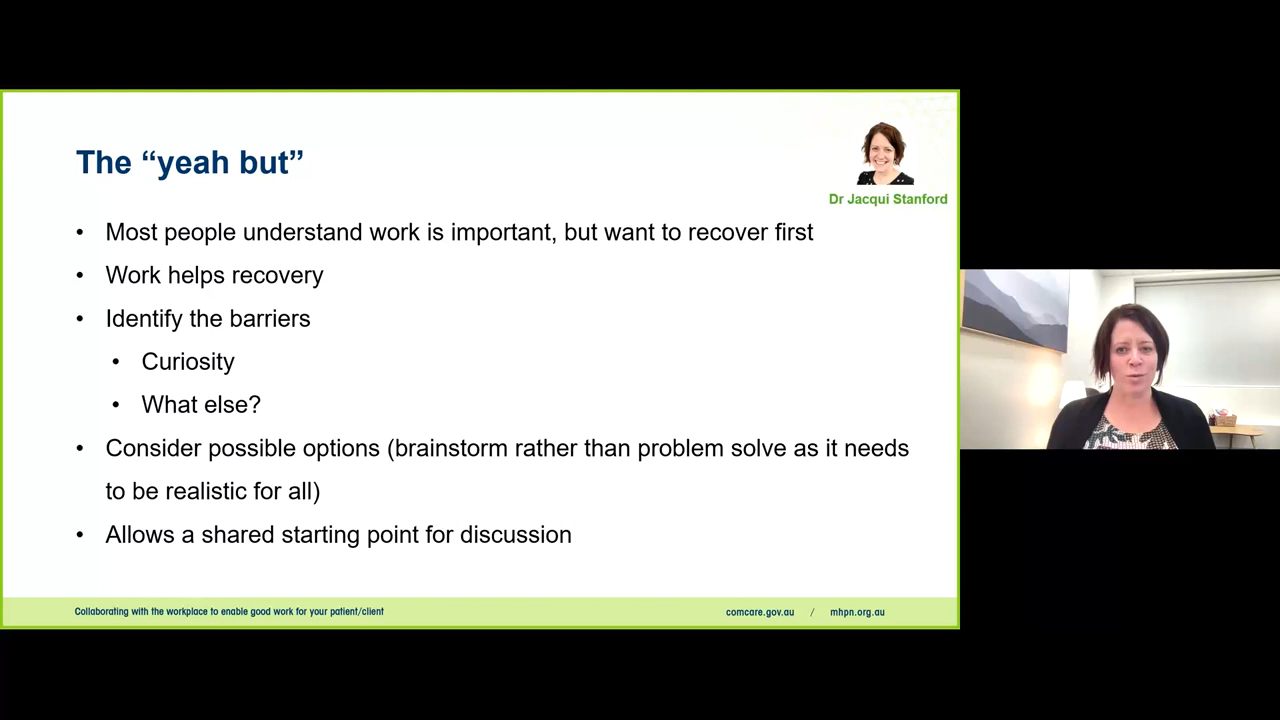 The “yeah but”
Dr Jacqui Stanford
• Most people understand work is important, but want to recover first
• Work helps recovery
• Identify the barriers
• Curiosity
• What else?
• Consider possible options (brainstorm rather than problem solve as it needs
to be realistic for all)
• Allows a shared starting point for discussion
Collaborating with the workplace to enable good work for your patient/client
comcare.gov.au / mhpn.org.au